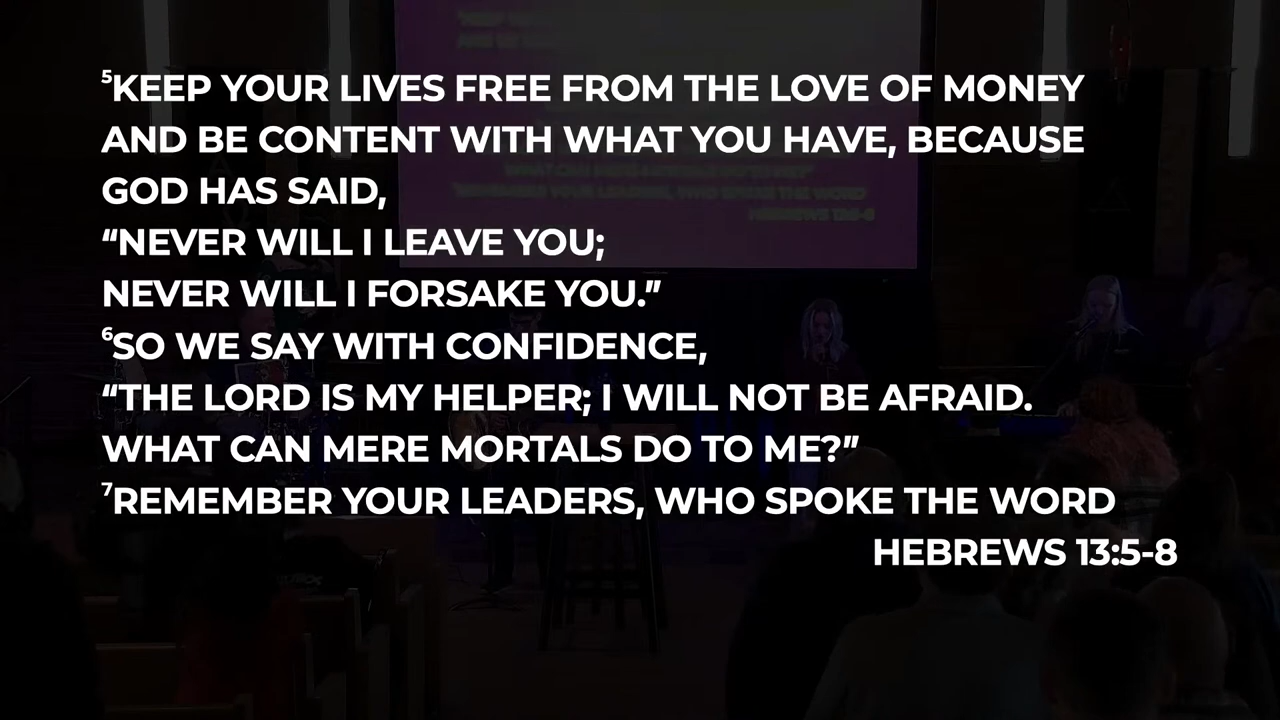 ⁵KEEP YOUR LIVES FREE FROM THE LOVE OF MONEY
AND BE CONTENT WITH WHAT YOU HAVE, BECAUSE
GOD HAS SAID,
“NEVER WILL I LEAVE YOU;
NEVER WILL I FORSAKE YOU.”
⁶SO WE SAY WITH CONFIDENCE,
“THE LORD IS MY HELPER; I WILL NOT BE AFRAID.
WHAT CAN MERE MORTALS DO TO ME?”
⁷REMEMBER YOUR LEADERS, WHO SPOKE THE WORD
HEBREWS 13:5-8